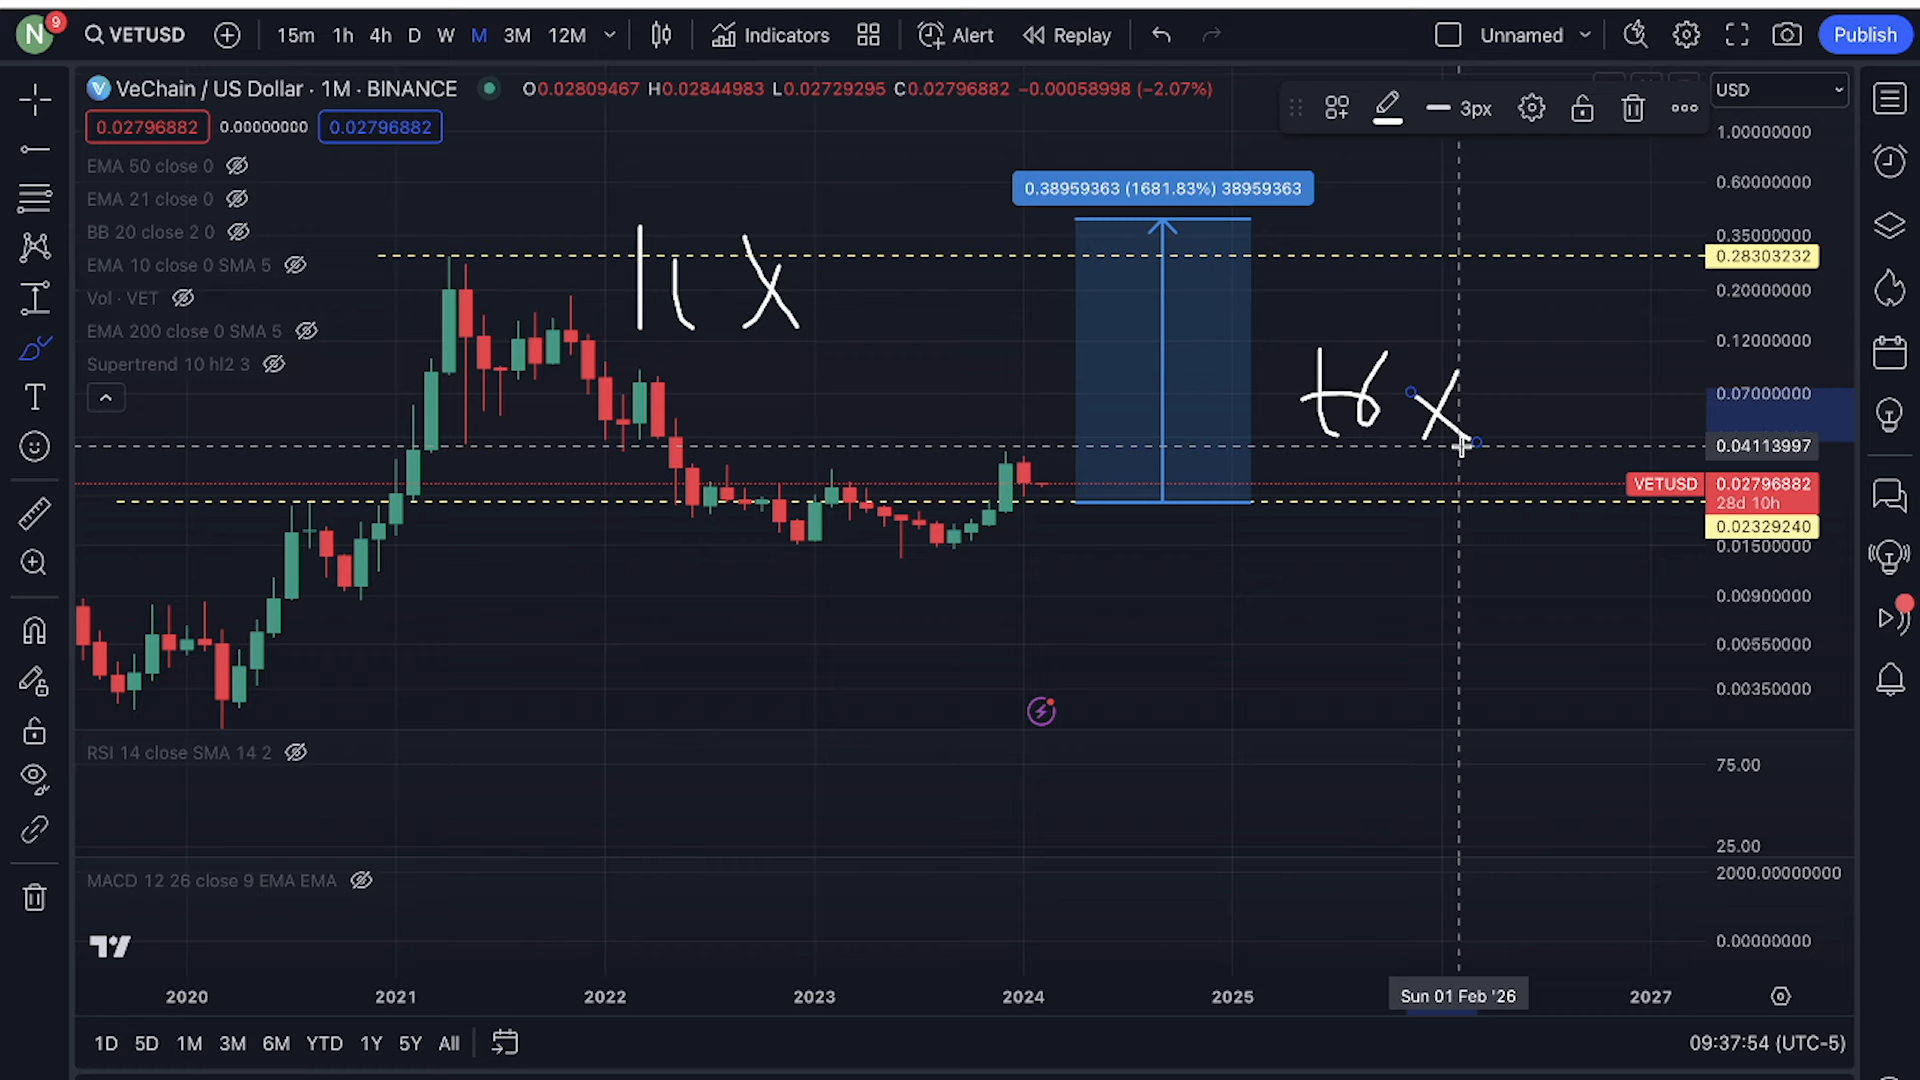 N 9 VETUSD 15m 1h 4h D W M 3M 12M Indicators Alert Replay Unnamed Publish
VeChain / US Dollar · 1M · BINANCE O0.02809467 H0.02844983 L0.02729295 C0.02796882 −0.00058998 (−2.07%) USD
0.02796882 0.00000000 0.02796882 3px
1.00000000
EMA 50 close 0
0.38959363 (1681.83%) 38959363 0.60000000
EMA 21 close 0
BB 20 close 2 0 0.35000000
0.28303232
EMA 10 close 0 SMA 5
11 X
0.20000000
Vol · VET
EMA 200 close 0 SMA 5 0.12000000
Supertrend 10 hl2 3
16 X
0.07000000
0.04113997
VETUSD 0.02796882
28d 10h
0.02329240
0.01500000
0.00900000
0.00550000
0.00350000
RSI 14 close SMA 14 2
75.00
25.00
2000.00000000
MACD 12 26 close 9 EMA EMA
0.00000000
2020 2021 2022 2023 2024 2025 Sun 01 Feb '26 2027
1D 5D 1M 3M 6M YTD 1Y 5Y All 09:37:54 (UTC-5)